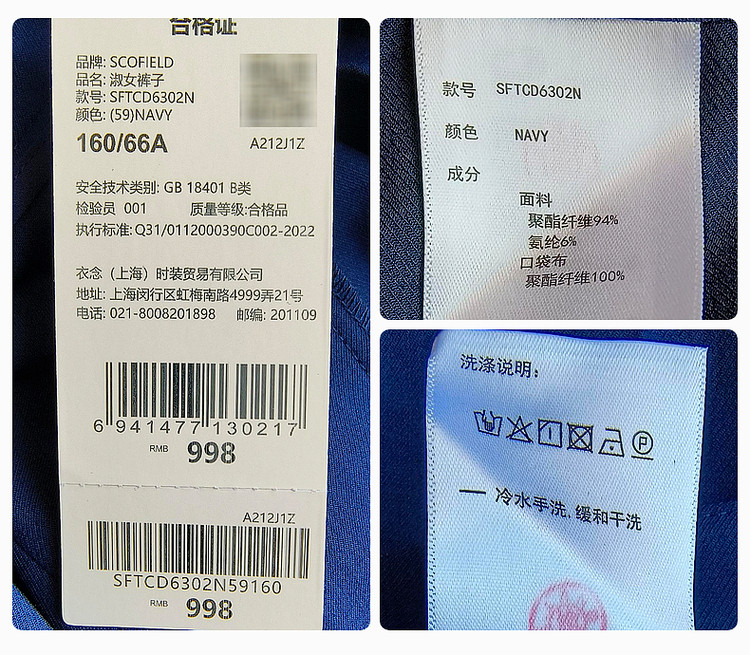 合格证
品牌: SCOFIELD
品名: 淑女裤子
款号: SFTCD6302N
颜色: (59)NAVY
160/66A
A212J1Z
安全技术类别: GB 18401 B类
检验员 001 质量等级:合格品
执行标准:Q31/0112000390C002-2022
衣念（上海）时装贸易有限公司
地址: 上海闵行区虹梅南路4999弄21号
电话: 021-8008201898 邮编: 201109
6 941477 130217
RMB 998
A212J1Z
SFTCD6302N59160
RMB 998
款号 SFTCD6302N
颜色 NAVY
成分
面料
聚酯纤维94%
氨纶6%
口袋布
聚酯纤维100%
洗涤说明:
P
一 冷水手洗,缓和干洗